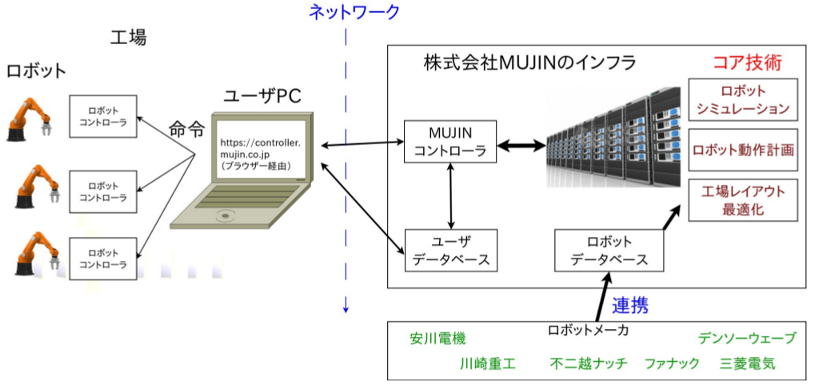 ネットワーク
工場
ロボット
ロボット
コントローラ
ロボット
コントローラ
ロボット
コントローラ
命令
ユーザPC
https://controller.
mujin.co.jp
（ブラウザー経由）
株式会社MUJINのインフラ
コア技術
MUJIN
コントローラ
ロボット
シミュレーション
ロボット動作計画
工場レイアウト
最適化
ユーザ
データベース
ロボット
データベース
連携
ロボットメーカ
安川電機
デンソーウェーブ
川崎重工
不二越ナッチ
ファナック
三菱電気